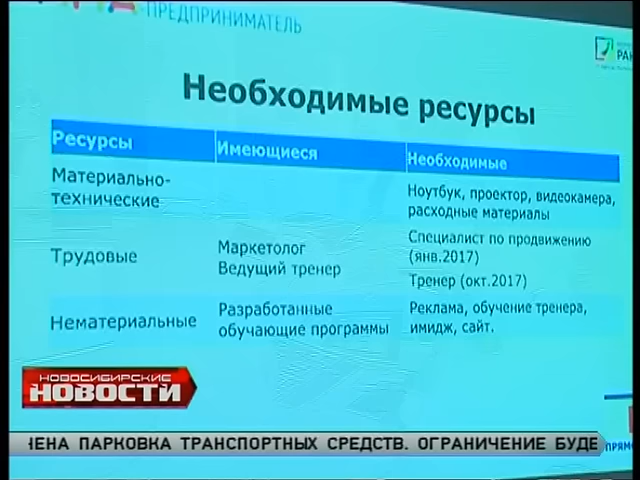 ПРЕДПРИНИМАТЕЛЬ
Необходимые ресурсы
Ресурсы Имеющиеся Необходимые
Материально-
технические
Ноутбук, проектор, видеокамера,
расходные материалы
Трудовые
Маркетолог
Ведущий тренер
Специалист по продвижению
(янв.2017)
Тренер (окт.2017)
Нематериальные
Разработанные
обучающие программы
Реклама, обучение тренера,
имидж, сайт.
НОВОСИБИРСКИЕ
НОВОСТИ
ПАРКОВКА ТРАНСПОРТНЫХ СРЕДСТВ. ОГРАНИЧЕНИЕ БУДЕ